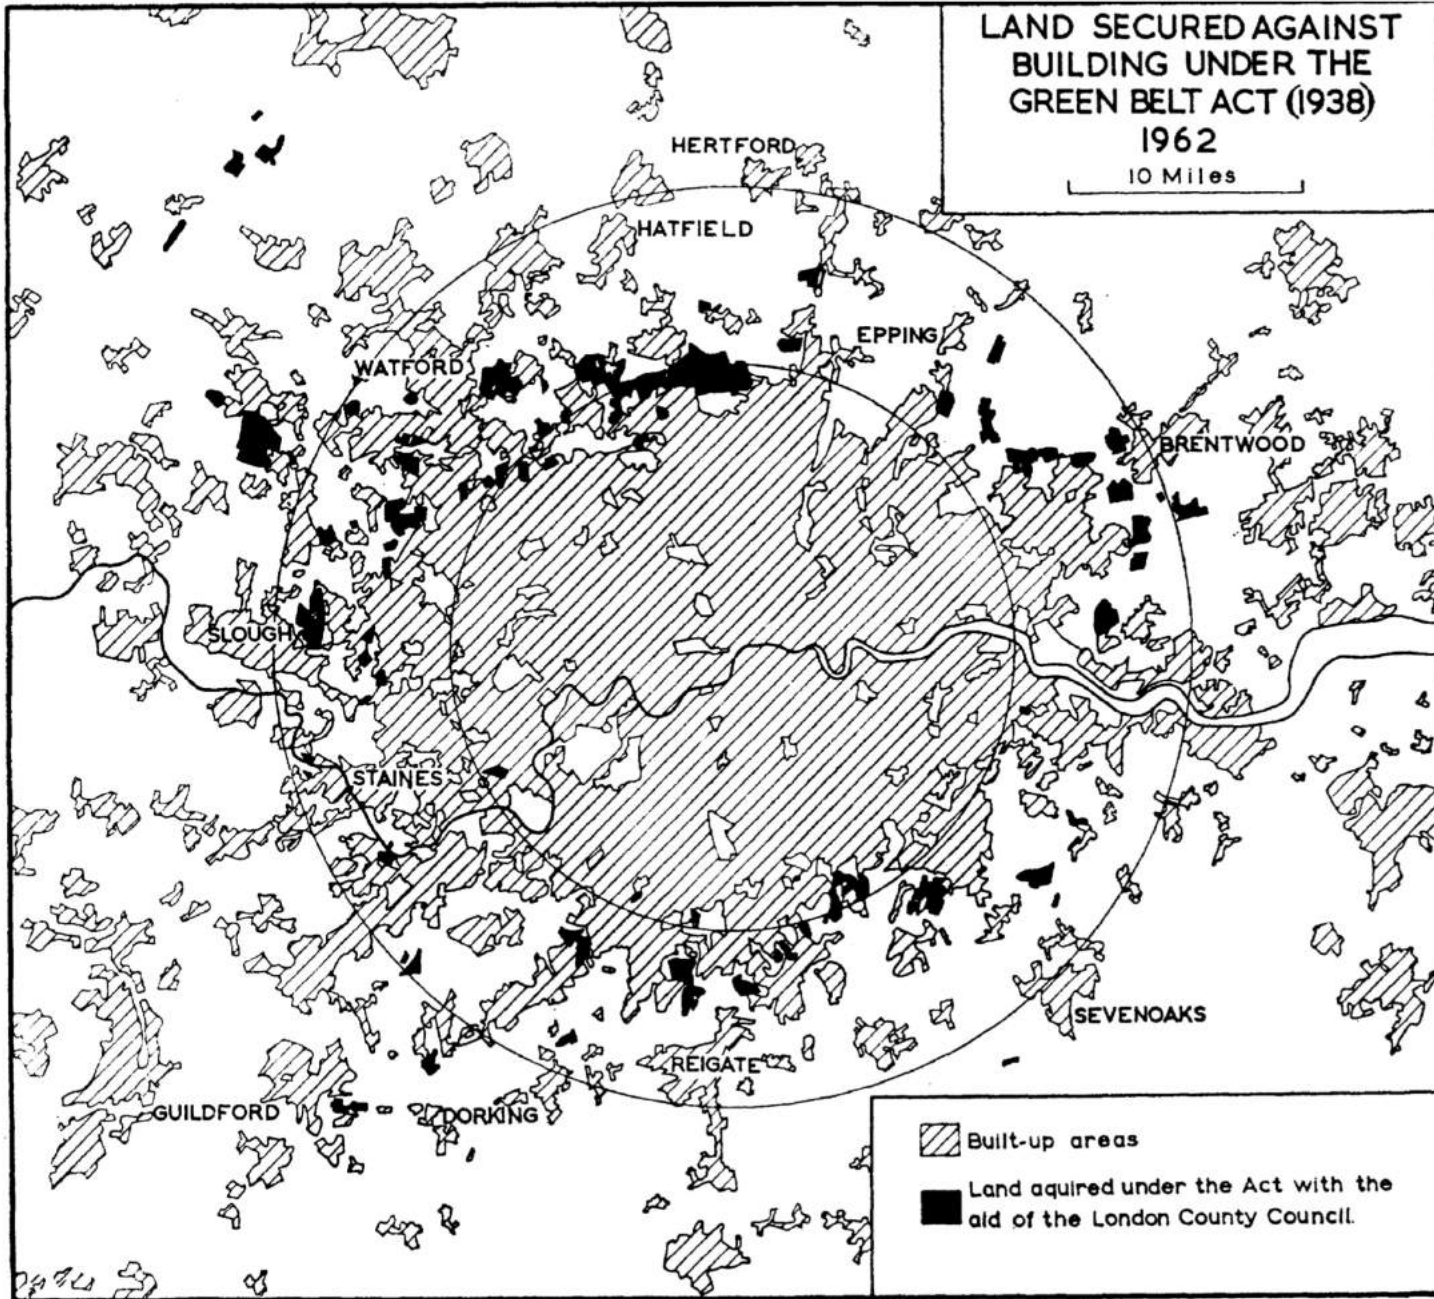 LAND SECURED AGAINST
BUILDING UNDER THE
GREEN BELT ACT (1938)
1962
10 Miles
HERTFORD
HATFIELD
EPPING
WATFORD
BRENTWOOD
SLOUGH
STAINES
SEVENOAKS
REIGATE
GUILDFORD
DORKING
Built-up areas
Land aquired under the Act with the
aid of the London County Council.